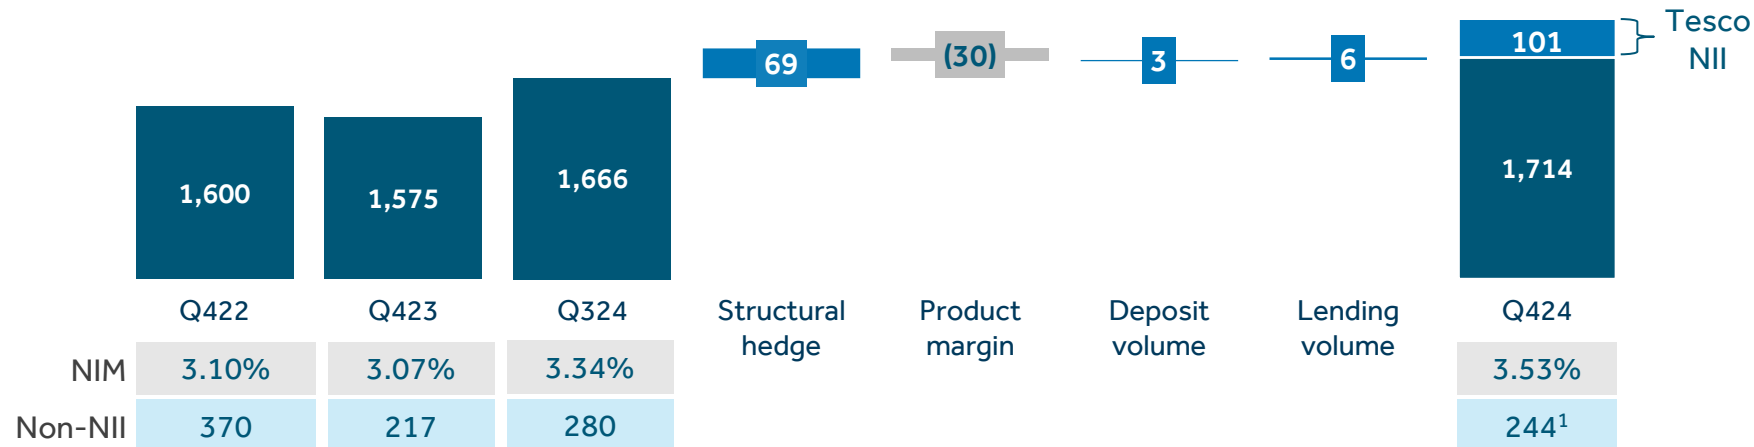 Tesco
NII
101
69
(30)
3
6
1,600
1,575
1,666
1,714
Q422
Q423
Q324
Structural
hedge
Product
margin
Deposit
volume
Lending
volume
Q424
NIM 3.10% 3.07% 3.34% 3.53%
Non-NII 370 217 280 244¹